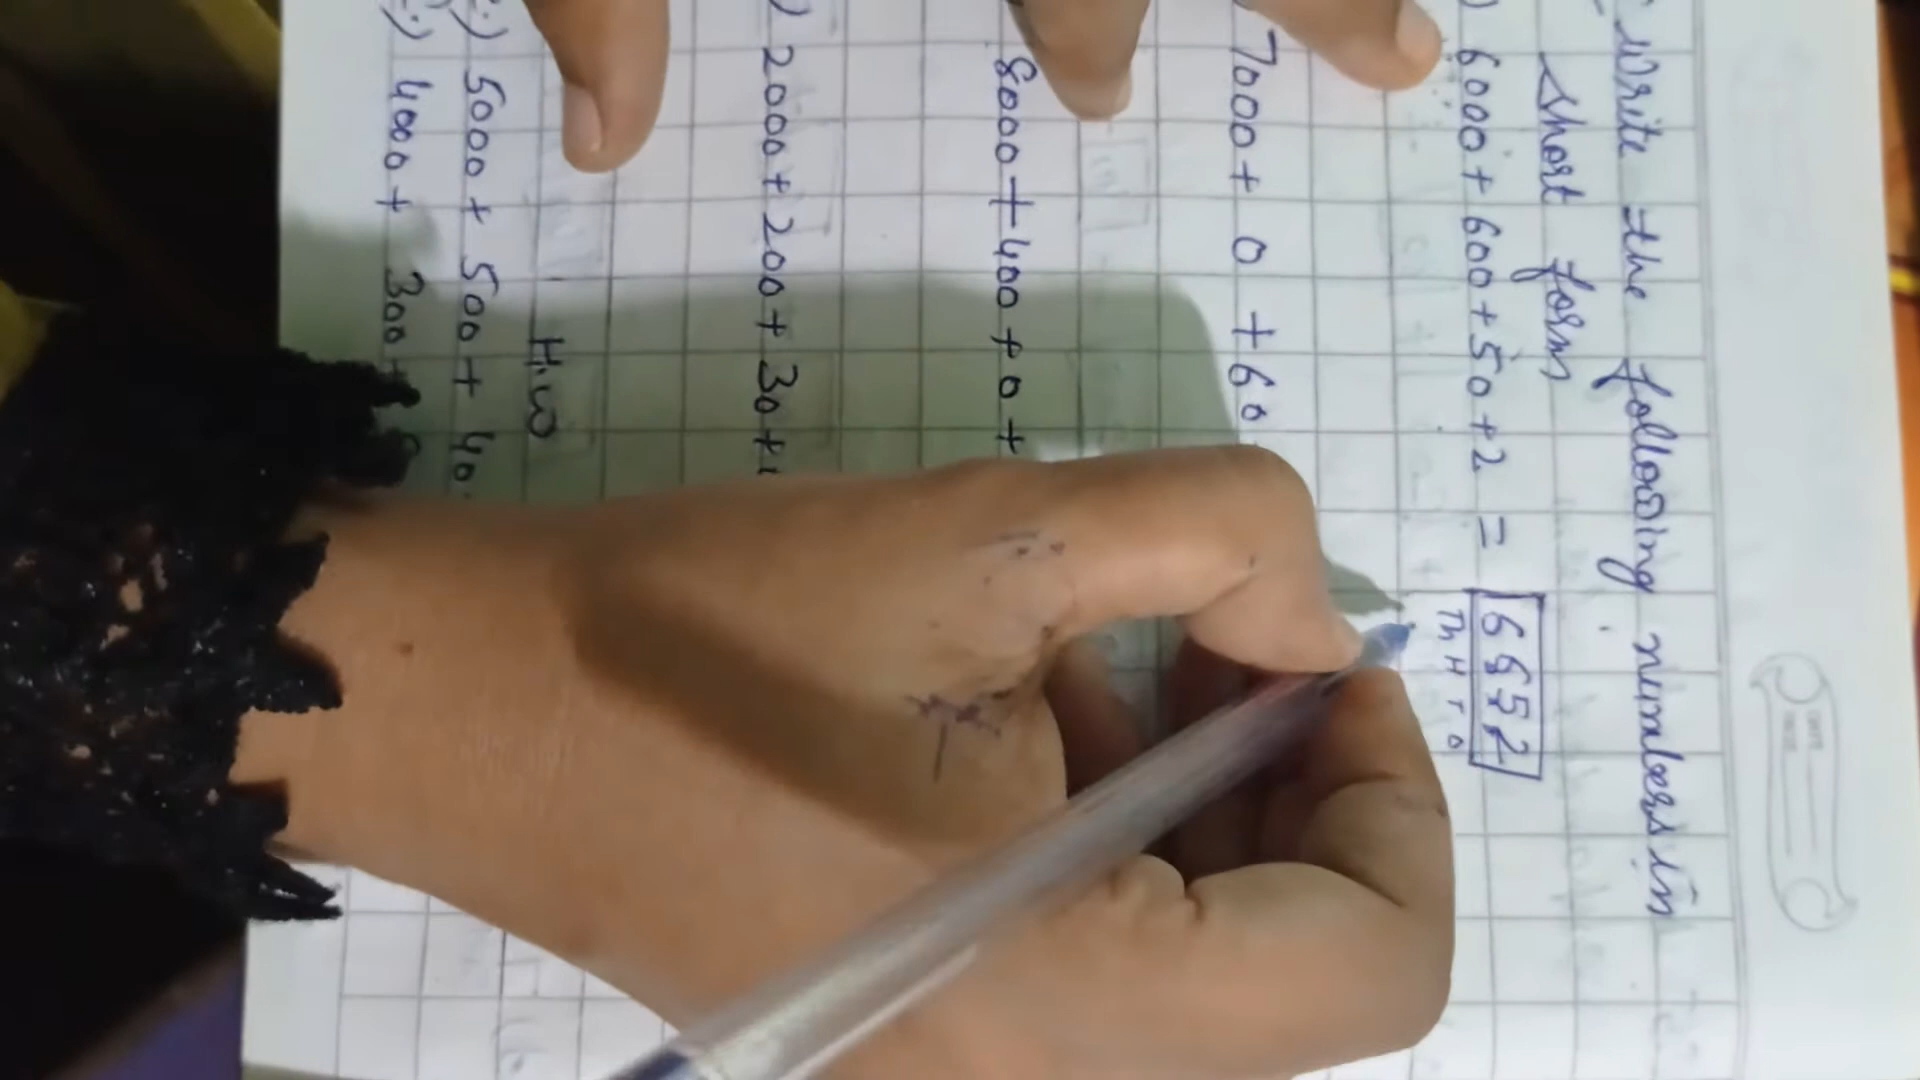 Write the following numbers in
short form
) 6000+600+50+2 = 6652
Th H T O
7000+ 0 +60
8000+400+0+
) 2000+200+30+
H.W
:) 5000 + 500+ 40
:) 4000 + 300+